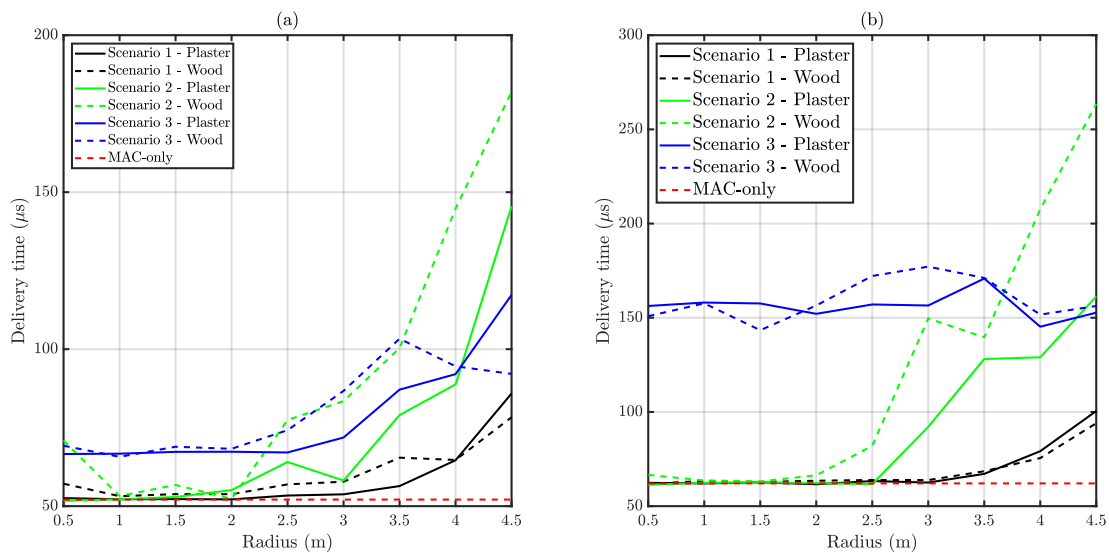 (a)
200
150
100
50
Delivery time (μs)
Scenario 1 - Plaster
Scenario 1 - Wood
Scenario 2 - Plaster
Scenario 2 - Wood
Scenario 3 - Plaster
Scenario 3 - Wood
MAC-only
0.5 1 1.5 2 2.5 3 3.5 4 4.5
Radius (m)
(b)
300
250
200
150
100
50
Delivery time (μs)
Scenario 1 - Plaster
Scenario 1 - Wood
Scenario 2 - Plaster
Scenario 2 - Wood
Scenario 3 - Plaster
Scenario 3 - Wood
MAC-only
0.5 1 1.5 2 2.5 3 3.5 4 4.5
Radius (m)